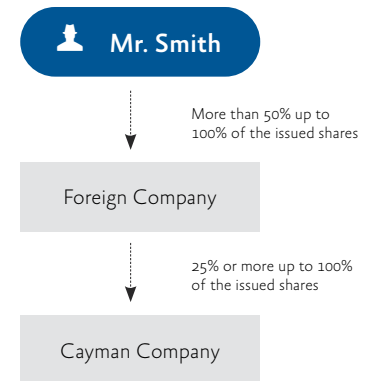 Mr. Smith
More than 50% up to
100% of the issued shares
Foreign Company
25% or more up to 100%
of the issued shares
Cayman Company